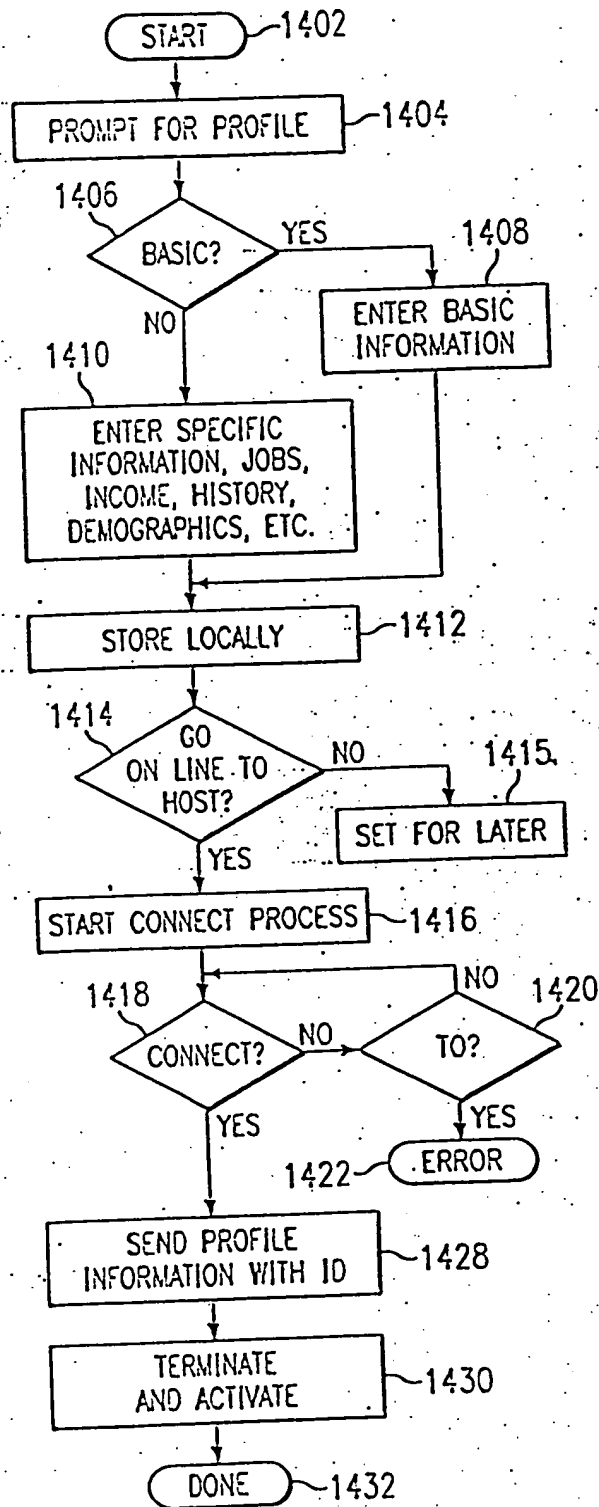 START
1402
PROMPT FOR PROFILE
1404
1406
BASIC?
YES
NO
1408
ENTER BASIC
INFORMATION
1410
ENTER SPECIFIC
INFORMATION, JOBS,
INCOME, HISTORY,
DEMOGRAPHICS, ETC.
STORE LOCALLY
1412
1414
GO
ON LINE TO
HOST?
NO
YES
1415
SET FOR LATER
START CONNECT PROCESS
1416
1418
CONNECT?
NO
YES
NO
1420
TO?
YES
1422
ERROR
SEND PROFILE
INFORMATION WITH ID
1428
TERMINATE
AND ACTIVATE
1430
DONE
1432